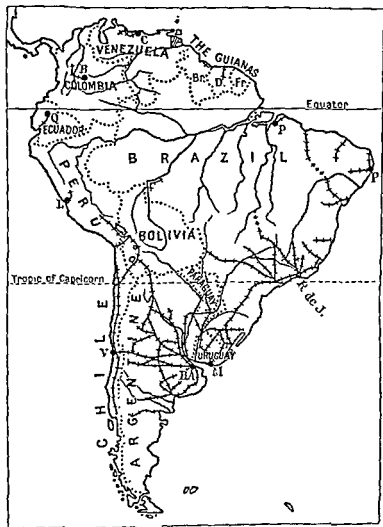 C
VENEZUELA
THE GUIANAS
Br.
D.
Fr.
B
COLOMBIA
Equator
Q
ECUADOR
P
BRAZIL
PERU
P
L
BOLIVIA
PARAGUAY
Tropic of Capricorn
R de J.
CHILE
ARGENTINE
V
URUGUAY
B.A.
M